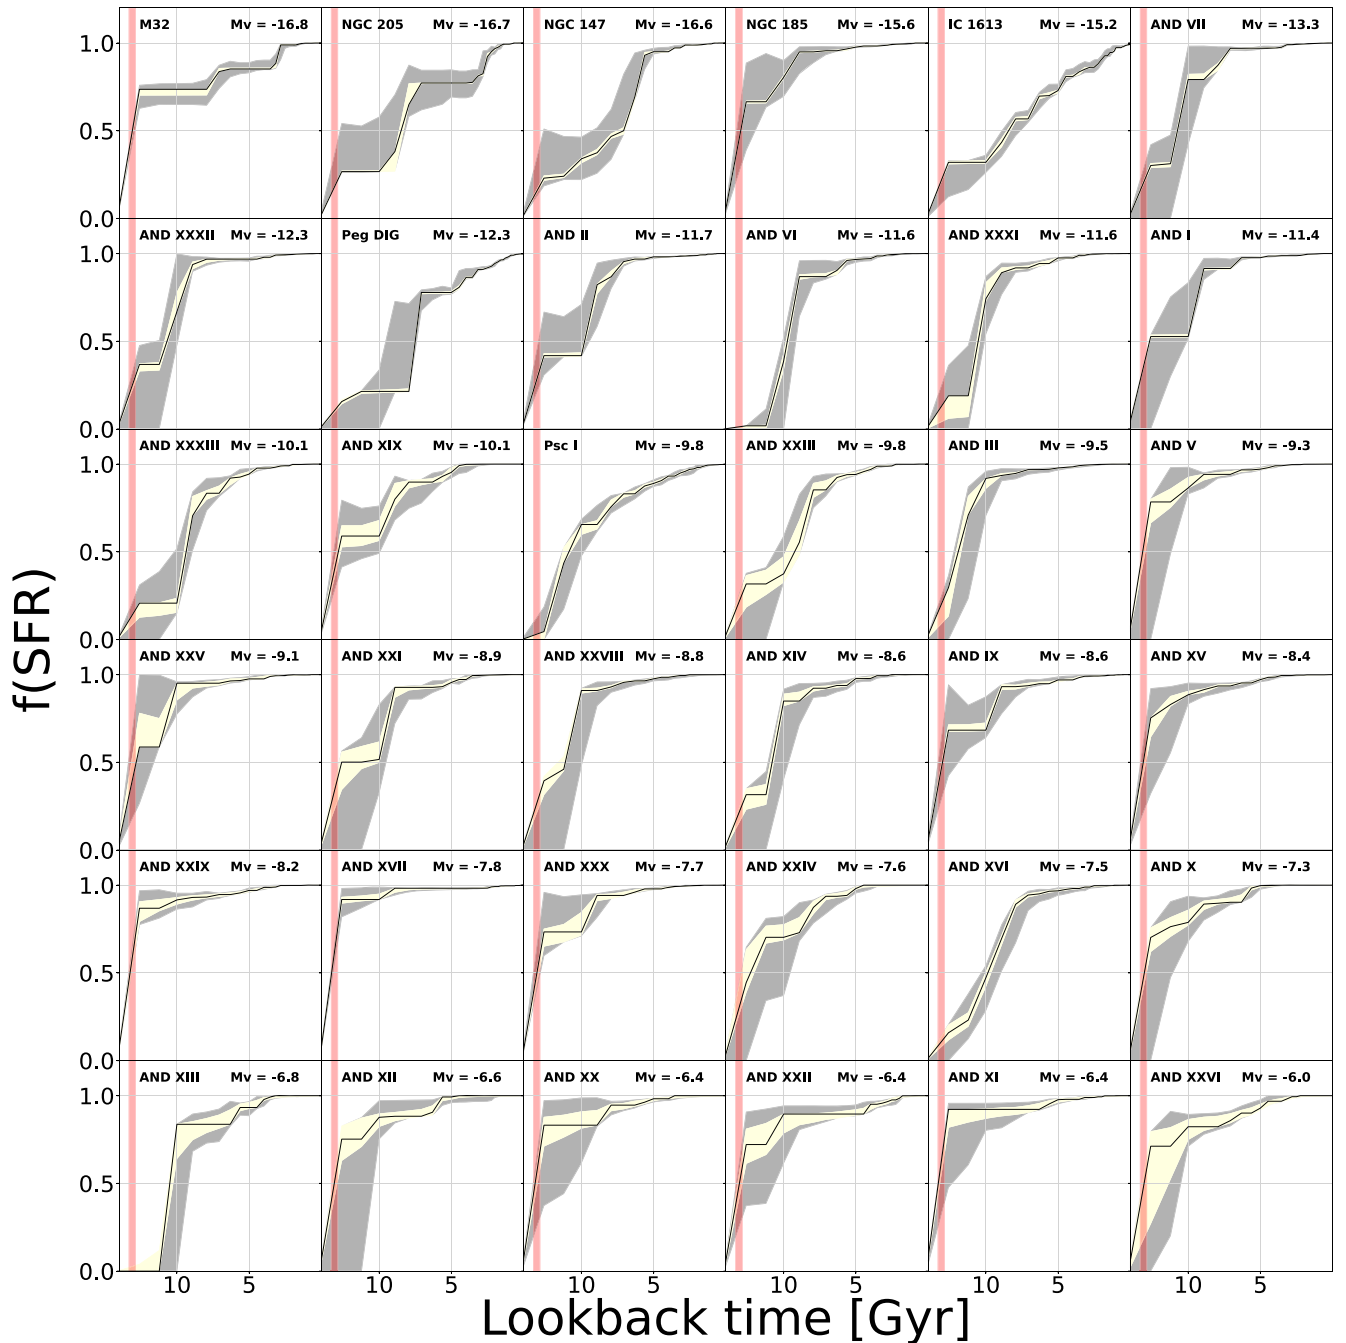 M32 Mv = -16.8 NGC 205 Mv = -16.7 NGC 147 Mv = -16.6 NGC 185 Mv = -15.6 IC 1613 Mv = -15.2 AND VII Mv = -13.3
1.0
0.5
0.0
AND XXXII Mv = -12.3 Peg DIG Mv = -12.3 AND II Mv = -11.7 AND VI Mv = -11.6 AND XXXI Mv = -11.6 AND I Mv = -11.4
1.0
0.5
0.0
AND XXXIII Mv = -10.1 AND XIX Mv = -10.1 Psc I Mv = -9.8 AND XXIII Mv = -9.8 AND III Mv = -9.5 AND V Mv = -9.3
1.0
0.5
0.0
f(SFR)
AND XXV Mv = -9.1 AND XXI Mv = -8.9 AND XXVIII Mv = -8.8 AND XIV Mv = -8.6 AND IX Mv = -8.6 AND XV Mv = -8.4
1.0
0.5
0.0
AND XXIX Mv = -8.2 AND XVII Mv = -7.8 AND XXX Mv = -7.7 AND XXIV Mv = -7.6 AND XVI Mv = -7.5 AND X Mv = -7.3
1.0
0.5
0.0
AND XIII Mv = -6.8 AND XII Mv = -6.6 AND XX Mv = -6.4 AND XXII Mv = -6.4 AND XI Mv = -6.4 AND XXVI Mv = -6.0
1.0
0.5
0.0
10 5 10 5 10 5 10 5 10 5 10 5
Lookback time [Gyr]